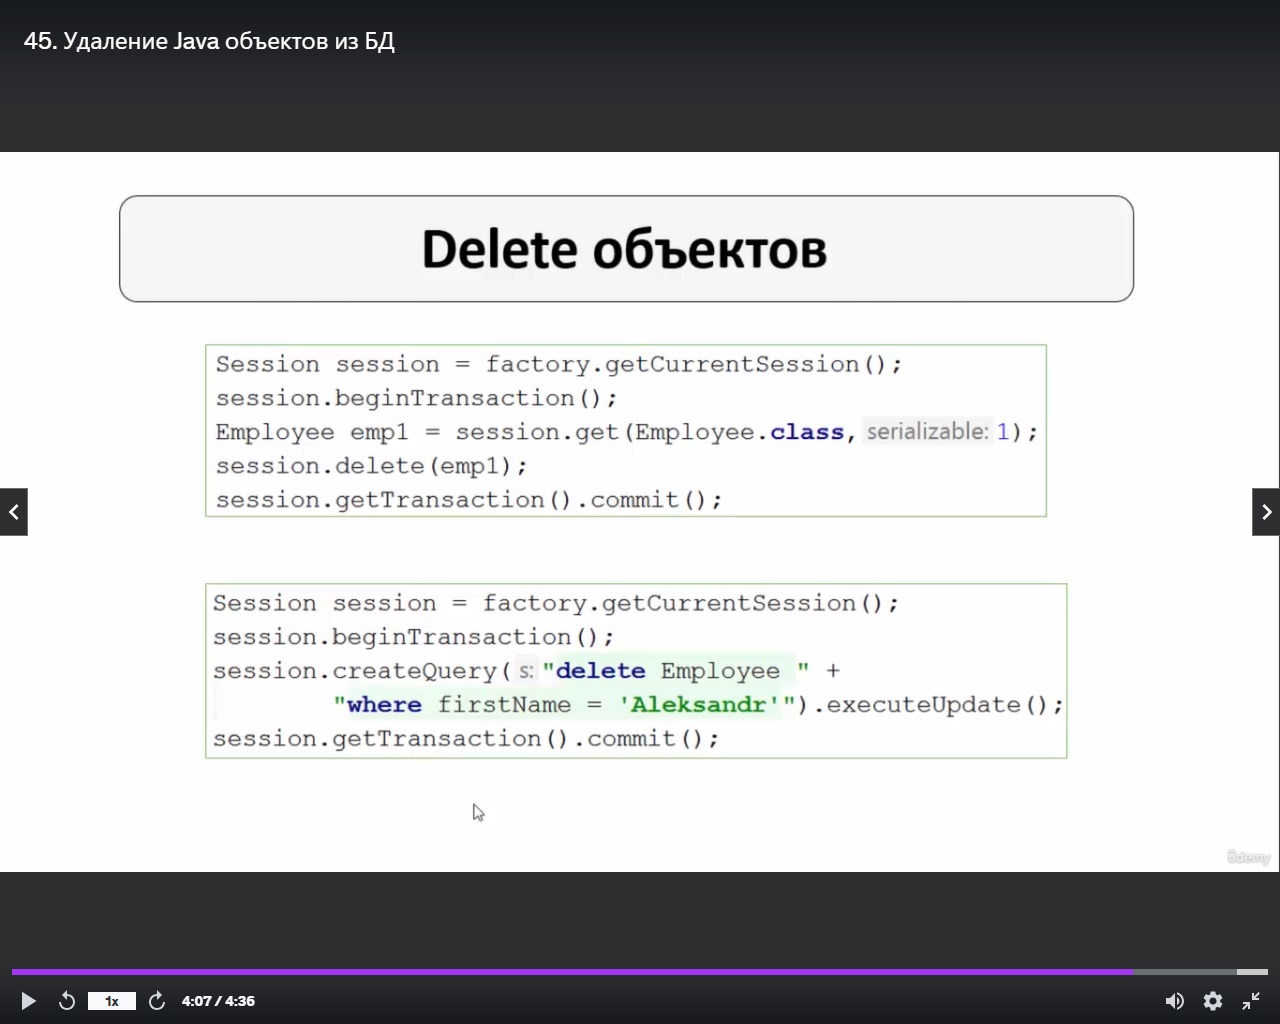 45. Удаление Java объектов из БД
Delete объектов
Session session = factory.getCurrentSession();
session.beginTransaction();
Employee emp1 = session.get(Employee.class, serializable: 1);
session.delete(emp1);
session.getTransaction().commit();
Session session = factory.getCurrentSession();
session.beginTransaction();
session.createQuery( s: "delete Employee " +
"where firstName = 'Aleksandr'").executeUpdate();
session.getTransaction().commit();
ûdemy
1x 4:07 / 4:36